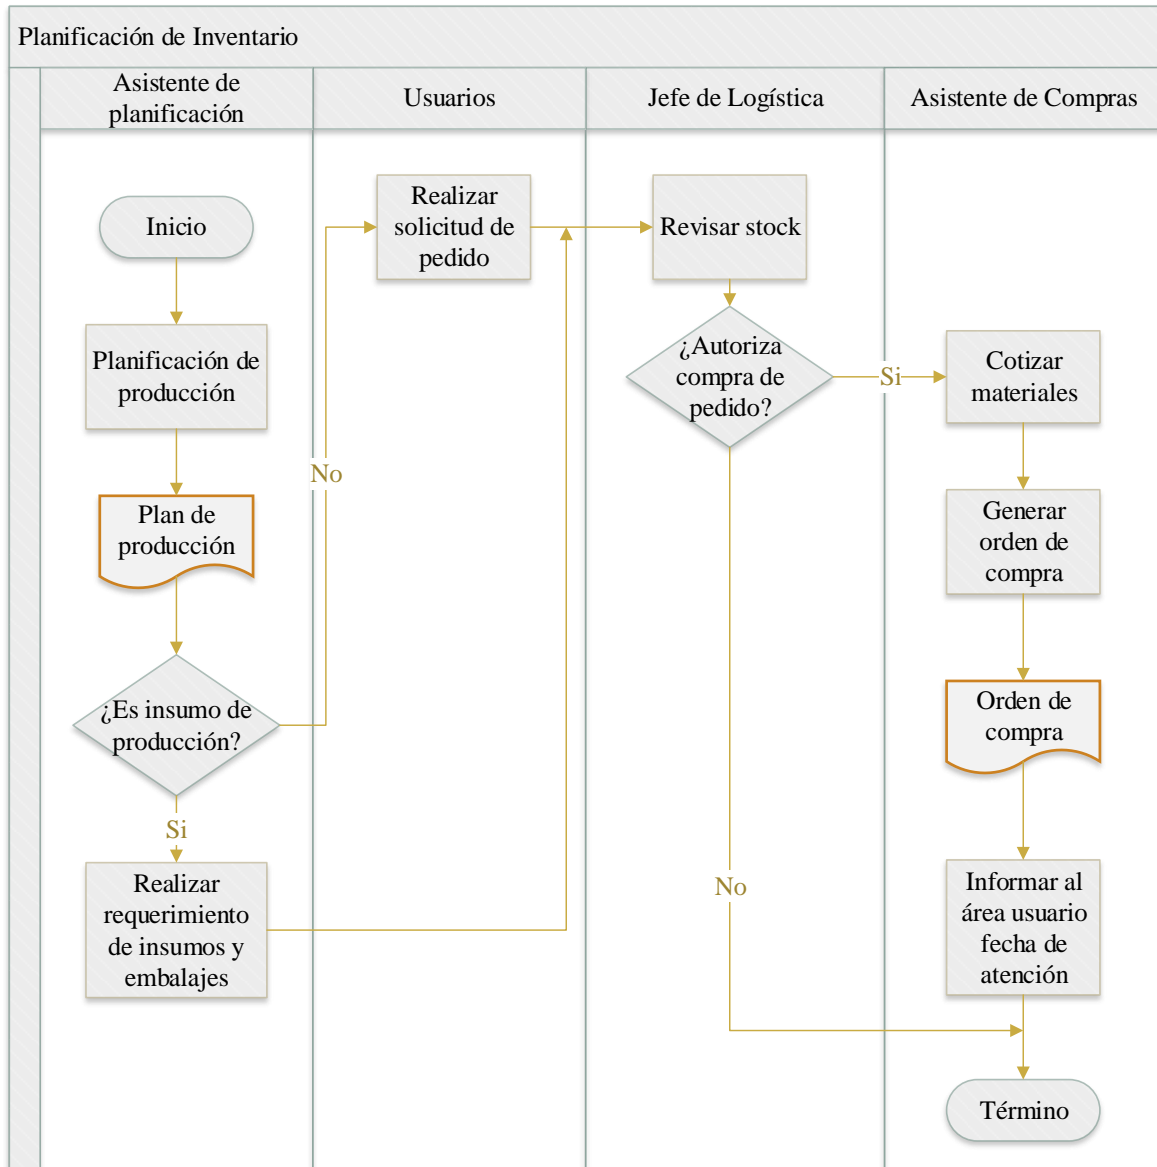 Planificación de Inventario
Asistente de
planificación
Usuarios
Jefe de Logística
Asistente de Compras
Inicio
Planificación de
producción
Plan de
producción
¿Es insumo de
producción?
Si
Realizar
requerimiento
de insumos y
embalajes
No
Realizar
solicitud de
pedido
Revisar stock
¿Autoriza
compra de
pedido?
Si
No
Cotizar
materiales
Generar
orden de
compra
Orden de
compra
Informar al
área usuario
fecha de
atención
Término